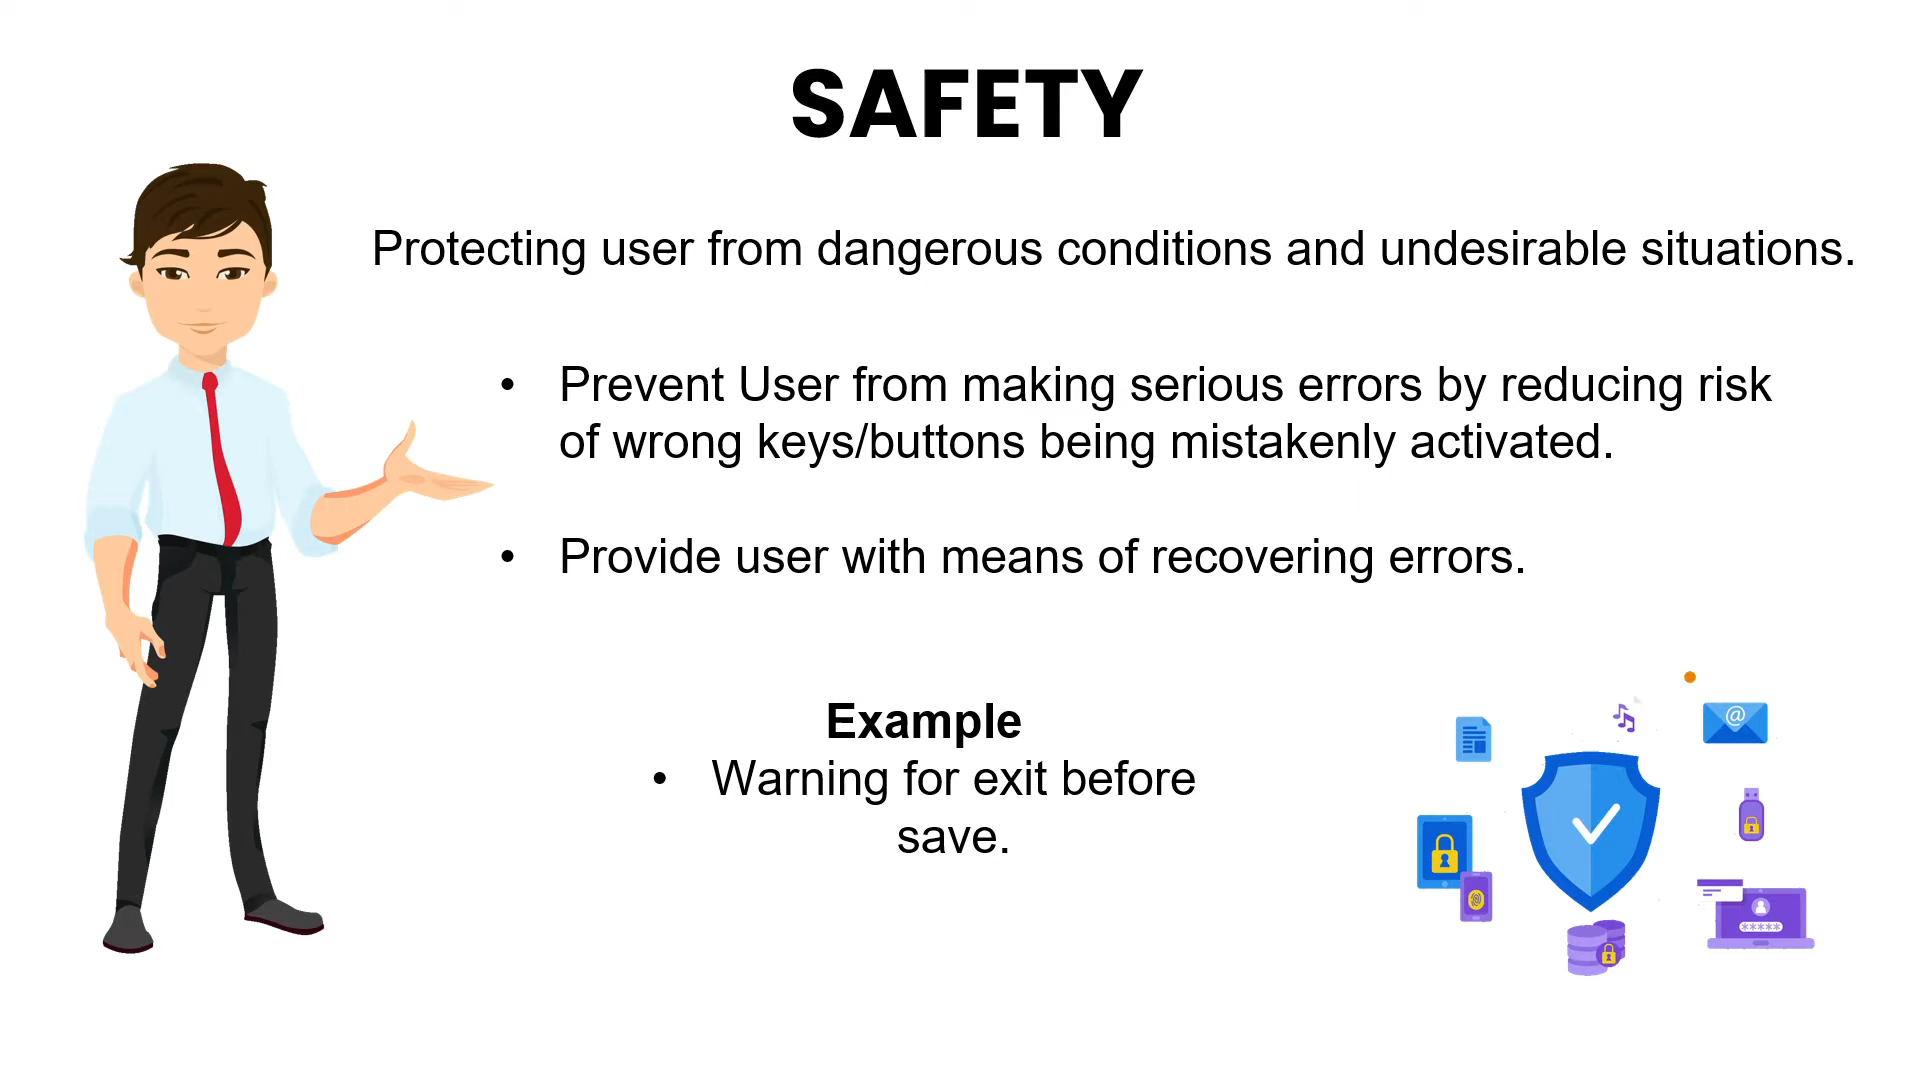 SAFETY
Protecting user from dangerous conditions and undesirable situations.
• Prevent User from making serious errors by reducing risk
of wrong keys/buttons being mistakenly activated.
• Provide user with means of recovering errors.
Example
• Warning for exit before
save.
@
*****